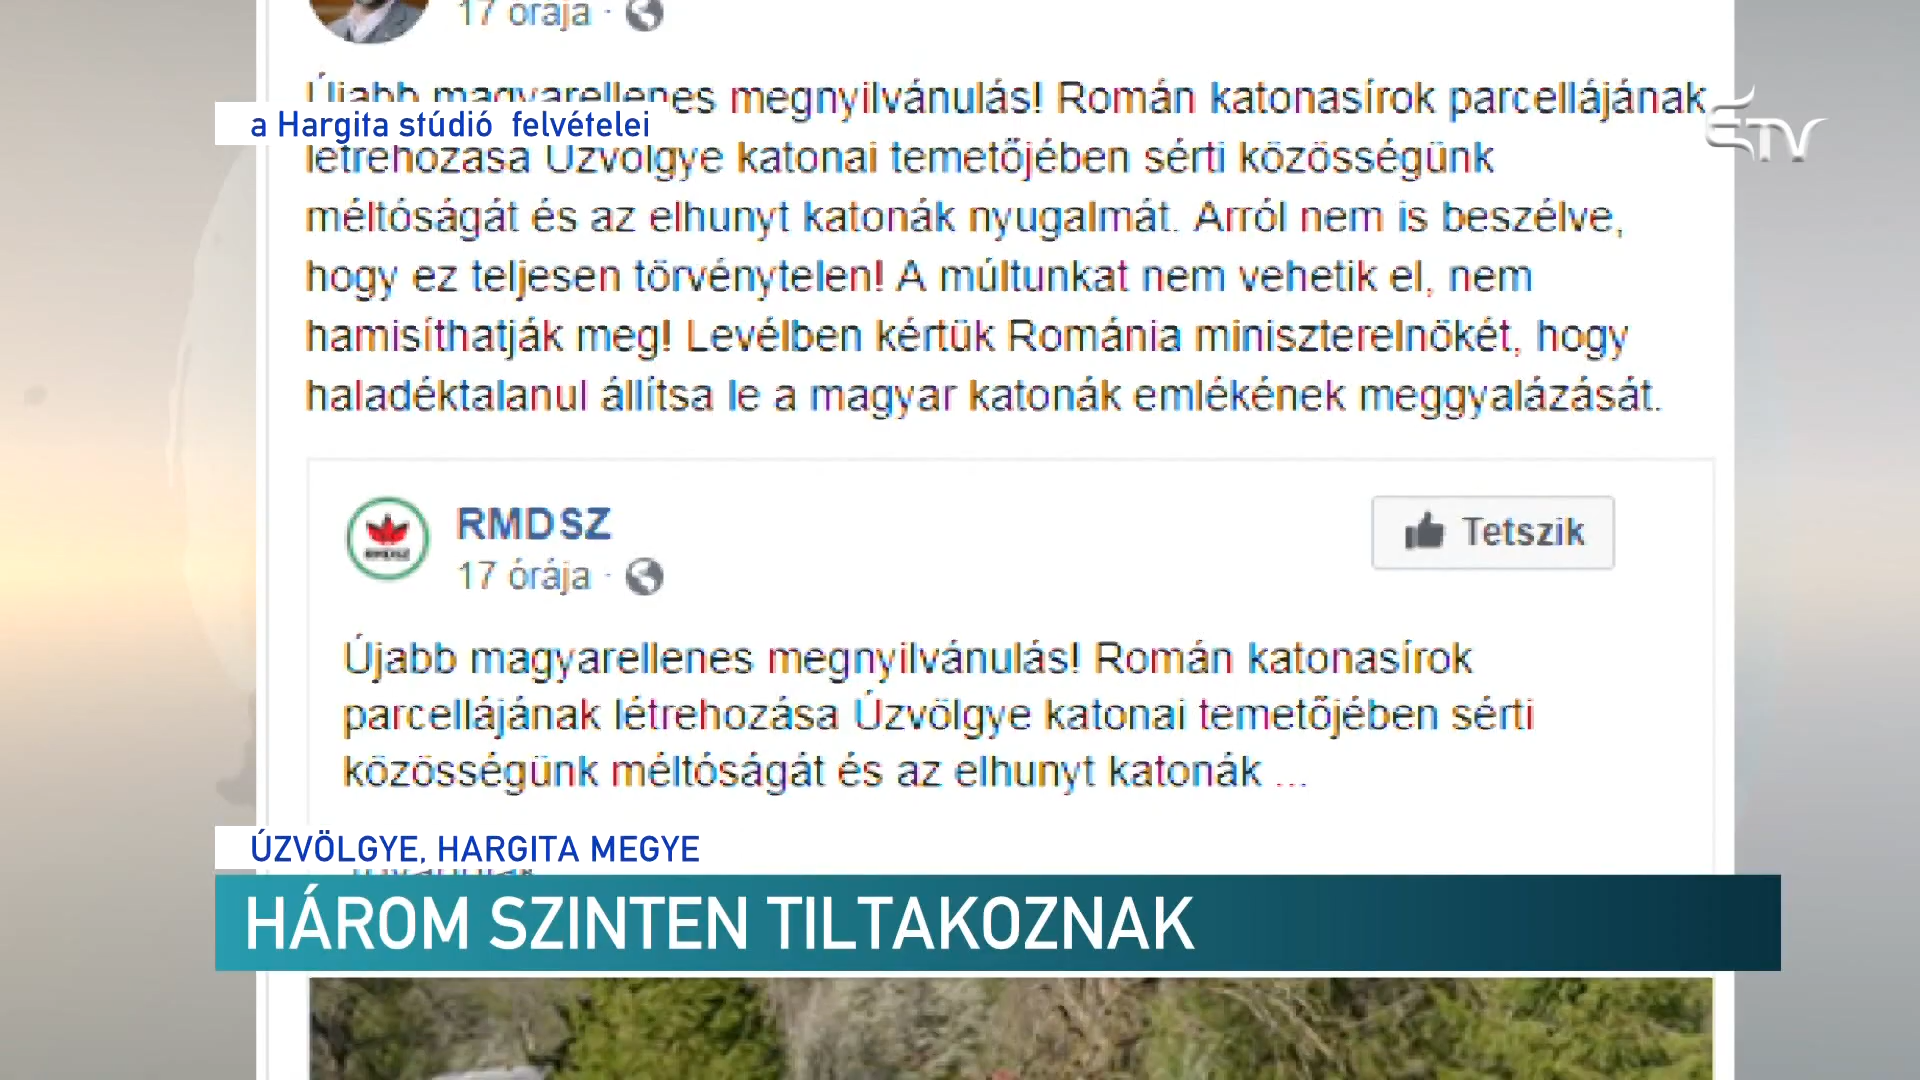 17 órája ·
Újabb magyarellenes megnyilvánulás! Román katonasírok parcellájának
a Hargita stúdió felvételei
ETV
létrehozása Úzvölgye katonai temetőjében sérti közösségünk
méltóságát és az elhunyt katonák nyugalmát. Arról nem is beszélve,
hogy ez teljesen törvénytelen! A múltunkat nem vehetik el, nem
hamisíthatják meg! Levélben kértük Románia miniszterelnökét, hogy
haladéktalanul állítsa le a magyar katonák emlékének meggyalázását.
RMDSZ
RMDSZ
Tetszik
17 órája ·
Újabb magyarellenes megnyilvánulás! Román katonasírok
parcellájának létrehozása Úzvölgye katonai temetőjében sérti
közösségünk méltóságát és az elhunyt katonák ...
ÚZVÖLGYE, HARGITA MEGYE
HÁROM SZINTEN TILTAKOZNAK